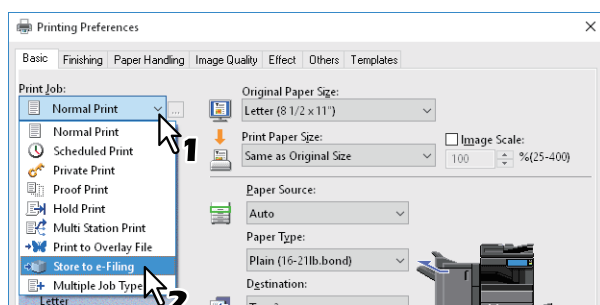 Printing Preferences
Basic Finishing Paper Handling Image Quality Effect Others Templates
Print Job:
Normal Print
...
1
Normal Print
Scheduled Print
Private Print
Proof Print
Hold Print
Multi Station Print
Print to Overlay File
Store to e-Filing
Multiple Job Type
2
Letter
Original Paper Size:
Letter (8 1/2 x 11")
Print Paper Size:
Same as Original Size
Image Scale:
100 %(25-400)
Paper Source:
Auto
Paper Type:
Plain (16-21lb.bond)
Destination: